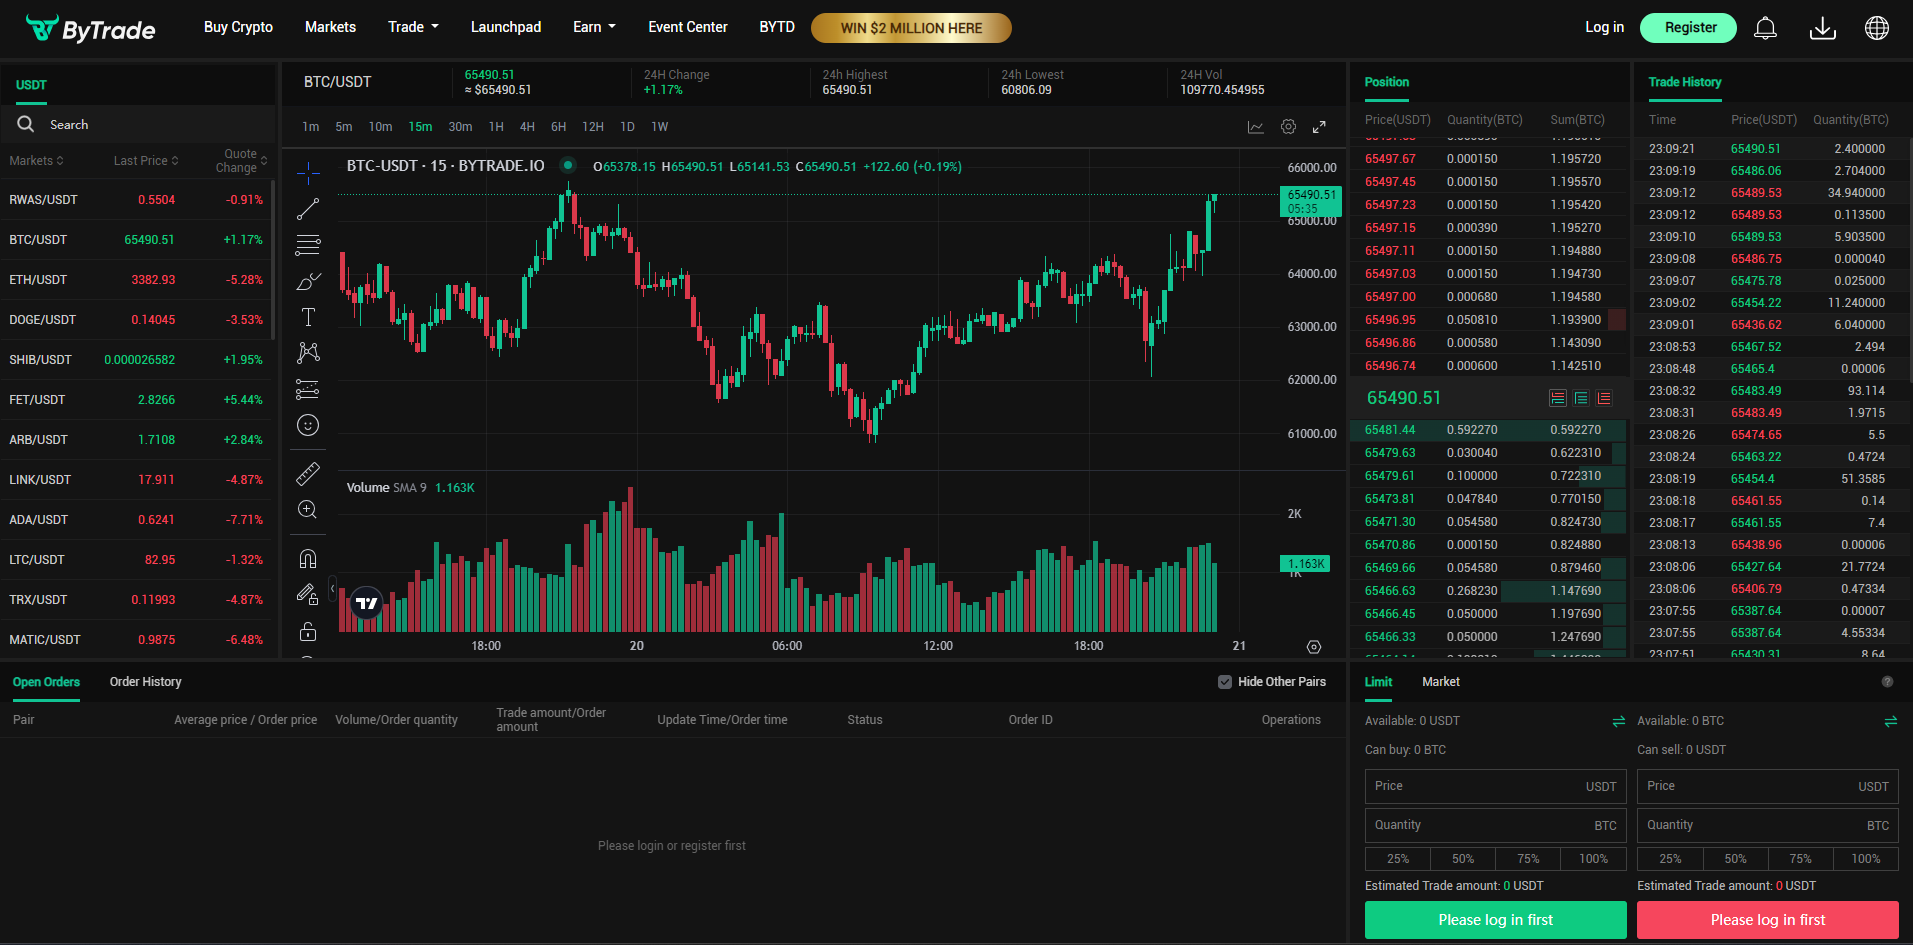 ByTrade
Buy Crypto Markets Trade Launchpad Earn Event Center BYTD WIN $2 MILLION HERE Log in Register
USDT
Search
Markets Last Price Quote Change
RWAS/USDT 0.5504 -0.91%
BTC/USDT 65490.51 +1.17%
ETH/USDT 3382.93 -5.28%
DOGE/USDT 0.14045 -3.53%
SHIB/USDT 0.000026582 +1.95%
FET/USDT 2.8266 +5.44%
ARB/USDT 1.7108 +2.84%
LINK/USDT 17.911 -4.87%
ADA/USDT 0.6241 -7.71%
LTC/USDT 82.95 -1.32%
TRX/USDT 0.11993 -4.87%
MATIC/USDT 0.9875 -6.48%
BTC/USDT
65490.51
≈ $65490.51
24H Change
+1.17%
24h Highest
65490.51
24h Lowest
60806.09
24H Vol
109770.454955
1m 5m 10m 15m 30m 1H 4H 6H 12H 1D 1W
BTC-USDT · 15 · BYTRADE.IO O65378.15 H65490.51 L65141.53 C65490.51 +122.60 (+0.19%)
66000.00
65490.51
05:35
65000.00
64000.00
63000.00
62000.00
61000.00
Volume SMA 9 1.163K
2K
1.163K
1K
18:00 20 06:00 12:00 18:00 21
Position
Price(USDT) Quantity(BTC) Sum(BTC)
65497.67 0.000150 1.195720
65497.45 0.000150 1.195570
65497.23 0.000150 1.195420
65497.15 0.000390 1.195270
65497.11 0.000150 1.194880
65497.03 0.000150 1.194730
65497.00 0.000680 1.194580
65496.95 0.050810 1.193900
65496.86 0.000580 1.143090
65496.74 0.000600 1.142510
65490.51
65481.44 0.592270 0.592270
65479.63 0.030040 0.622310
65479.61 0.100000 0.722310
65473.81 0.047840 0.770150
65471.30 0.054580 0.824730
65470.86 0.000150 0.824880
65469.66 0.054580 0.879460
65466.63 0.268230 1.147690
65466.45 0.050000 1.197690
65466.33 0.050000 1.247690
Trade History
Time Price(USDT) Quantity(BTC)
23:09:21 65490.51 2.400000
23:09:19 65486.06 2.704000
23:09:12 65489.53 34.940000
23:09:12 65489.53 0.113500
23:09:10 65489.53 5.903500
23:09:08 65486.75 0.000040
23:09:07 65475.78 0.025000
23:09:02 65454.22 11.240000
23:09:01 65436.62 6.040000
23:08:53 65467.52 2.494
23:08:48 65465.4 0.00006
23:08:32 65483.49 93.114
23:08:31 65483.49 1.9715
23:08:26 65474.65 5.5
23:08:24 65463.22 0.4724
23:08:19 65454.4 51.3585
23:08:18 65461.55 0.14
23:08:17 65461.55 7.4
23:08:13 65438.96 0.00006
23:08:06 65427.64 21.7724
23:08:06 65406.79 0.47334
23:07:55 65387.64 0.00007
23:07:55 65387.64 4.55334
23:07:51 65430.31 8.64
Open Orders Order History Hide Other Pairs
Pair Average price / Order price Volume/Order quantity Trade amount/Order amount Update Time/Order time Status Order ID Operations
Please login or register first
Limit Market
Available: 0 USDT Available: 0 BTC
Can buy: 0 BTC Can sell: 0 USDT
Price USDT Price USDT
Quantity BTC Quantity BTC
25% 50% 75% 100% 25% 50% 75% 100%
Estimated Trade amount: 0 USDT Estimated Trade amount: 0 USDT
Please log in first Please log in first